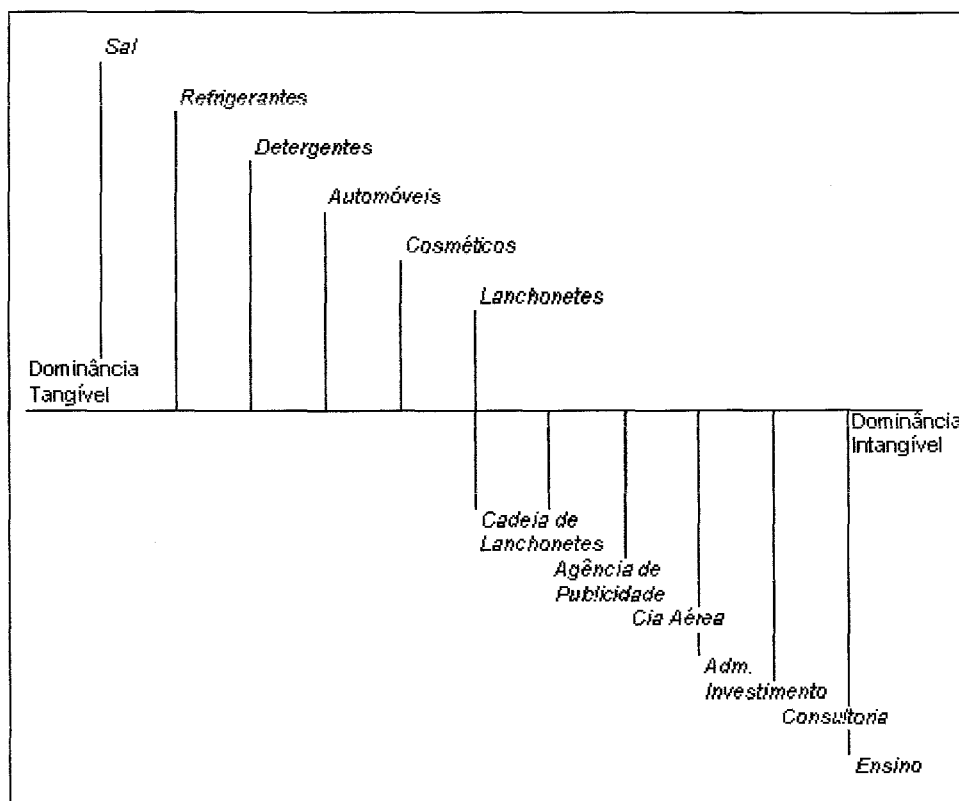 Sal
Refrigerantes
Detergentes
Automóveis
Cosméticos
Lanchonetes
Dominância
Tangível
Dominância
Intangível
Cadeia de
Lanchonetes
Agência de
Publicidade
Cia Aérea
Adm.
Investimento
Consultoria
Ensino